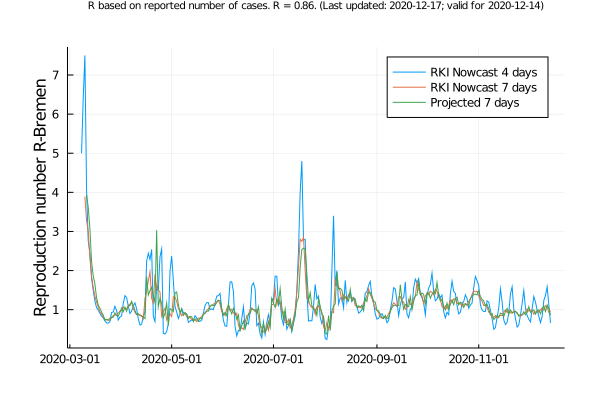 R based on reported number of cases. R = 0.86. (Last updated: 2020-12-17; valid for 2020-12-14)
Reproduction number R-Bremen
7
6
5
4
3
2
1
RKI Nowcast 4 days
RKI Nowcast 7 days
Projected 7 days
2020-03-01
2020-05-01
2020-07-01
2020-09-01
2020-11-01